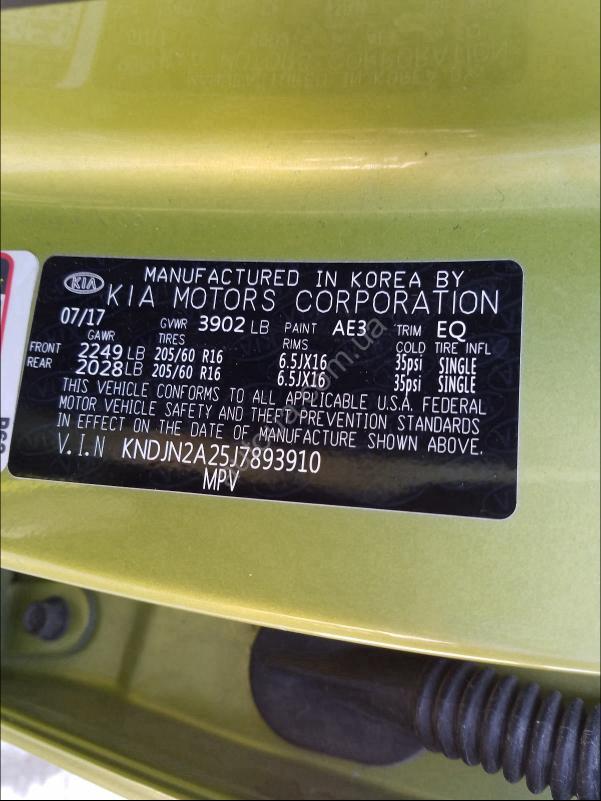 KIA
MANUFACTURED IN KOREA BY
KIA MOTORS CORPORATION
07/17 GVWR 3902 LB PAINT AE3 TRIM EQ
GAWR TIRES RIMS COLD TIRE INFL
FRONT 2249 LB 205/60 R16 6.5JX16 35psi SINGLE
REAR 2028 LB 205/60 R16 6.5JX16 35psi SINGLE
THIS VEHICLE CONFORMS TO ALL APPLICABLE U.S.A. FEDERAL
MOTOR VEHICLE SAFETY AND THEFT PREVENTION STANDARDS
IN EFFECT ON THE DATE OF MANUFACTURE SHOWN ABOVE.
V.I.N KNDJN2A25J7893910
MPV